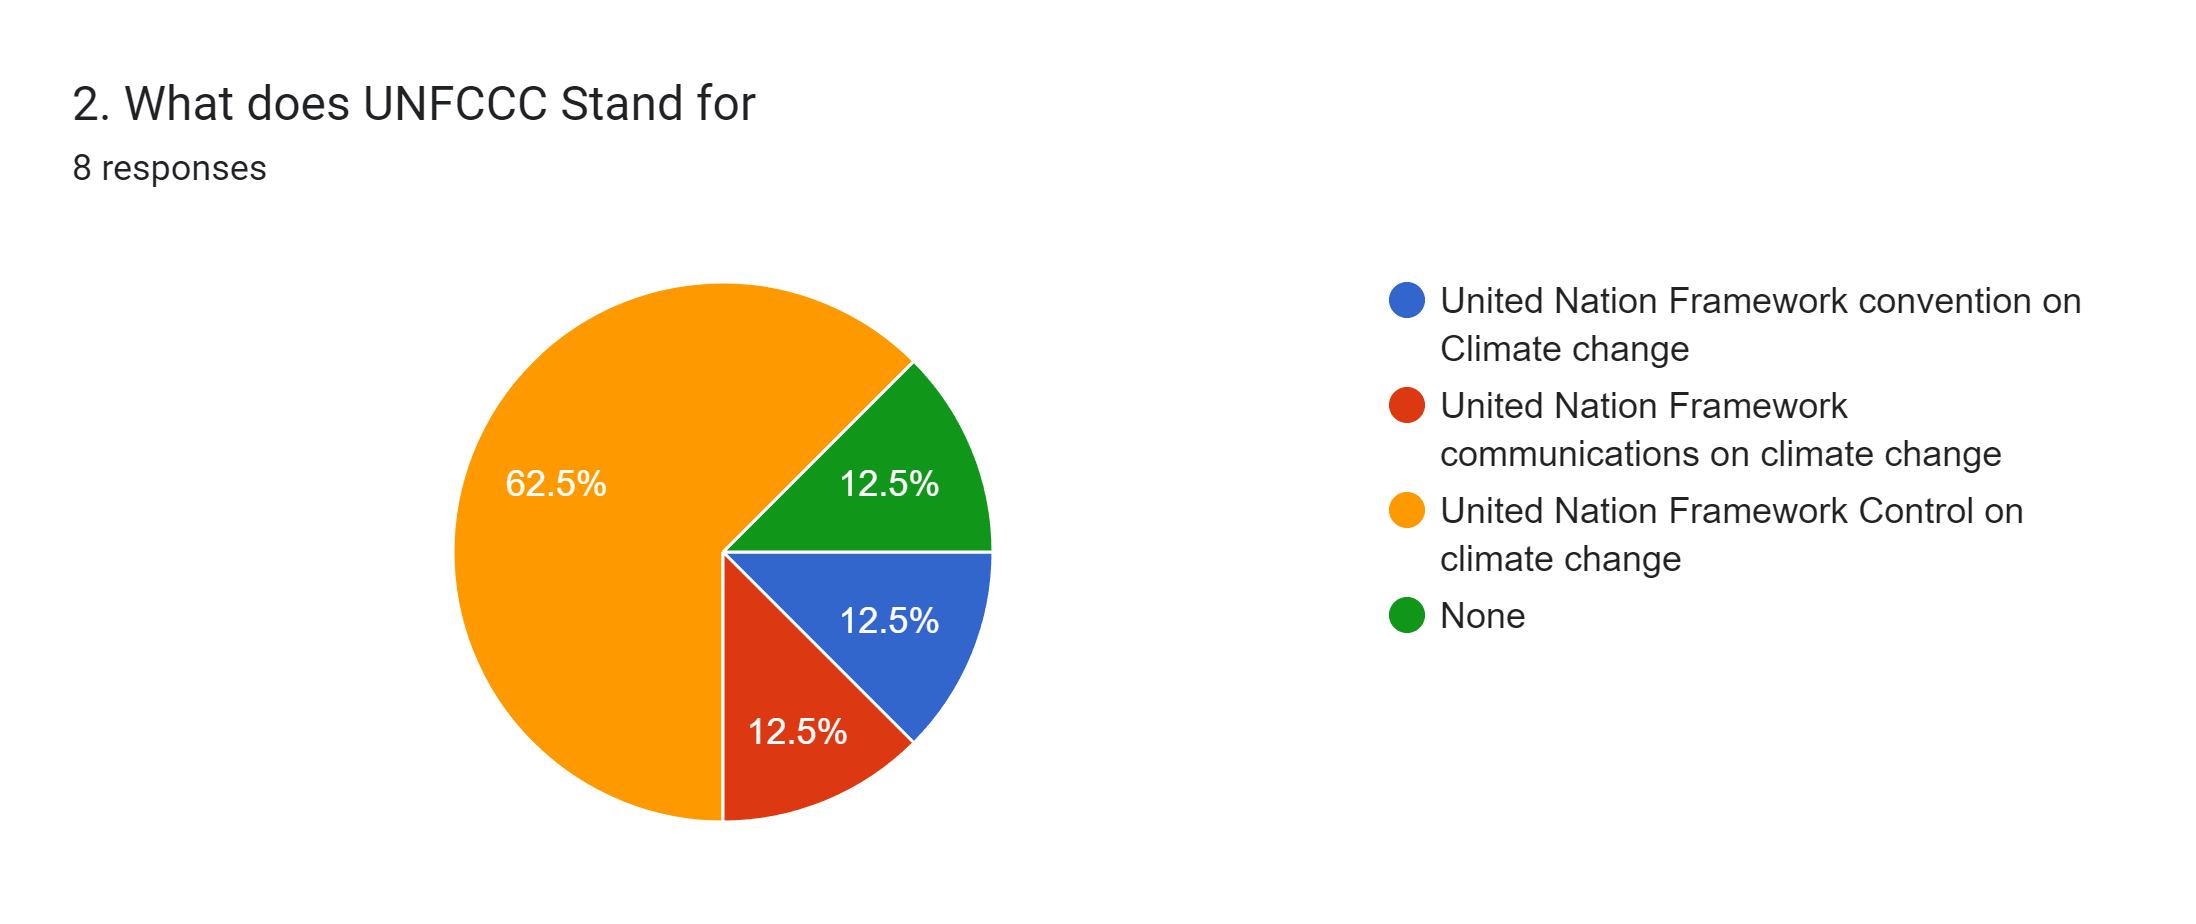 2. What does UNFCCC Stand for
8 responses
62.5%
12.5%
12.5%
12.5%
United Nation Framework convention on
Climate change
United Nation Framework
communications on climate change
United Nation Framework Control on
climate change
None